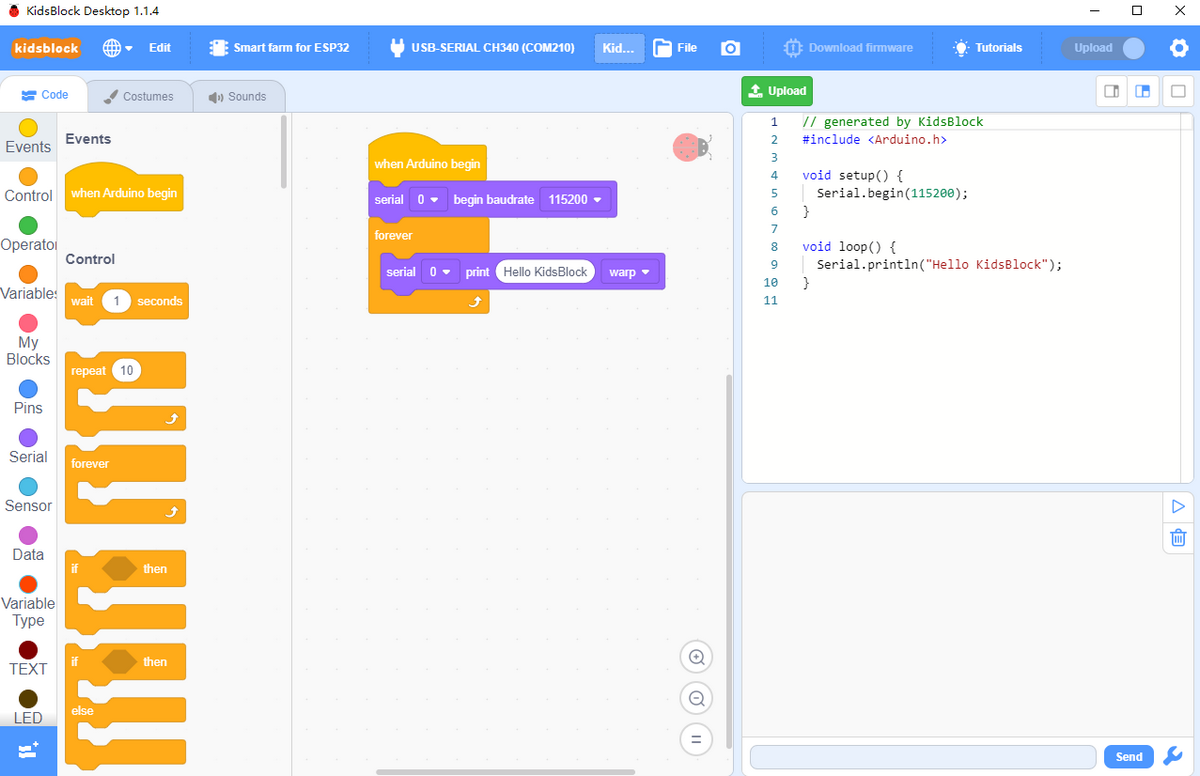 KidsBlock Desktop 1.1.4
kidsblock Edit Smart farm for ESP32 USB-SERIAL CH340 (COM210) Kid... File Download firmware Tutorials Upload
Code Costumes Sounds
Events
Control
Operator
Variables
My
Blocks
Pins
Serial
Sensor
Data
Variable
Type
TEXT
LED
Events
when Arduino begin
Control
wait 1 seconds
repeat 10
forever
if then
if then
else
when Arduino begin
serial 0 begin baudrate 115200
forever
serial 0 print Hello KidsBlock warp
Upload
1 // generated by KidsBlock
2 #include <Arduino.h>
3
4 void setup() {
5 Serial.begin(115200);
6 }
7
8 void loop() {
9 Serial.println("Hello KidsBlock");
10 }
11
Send